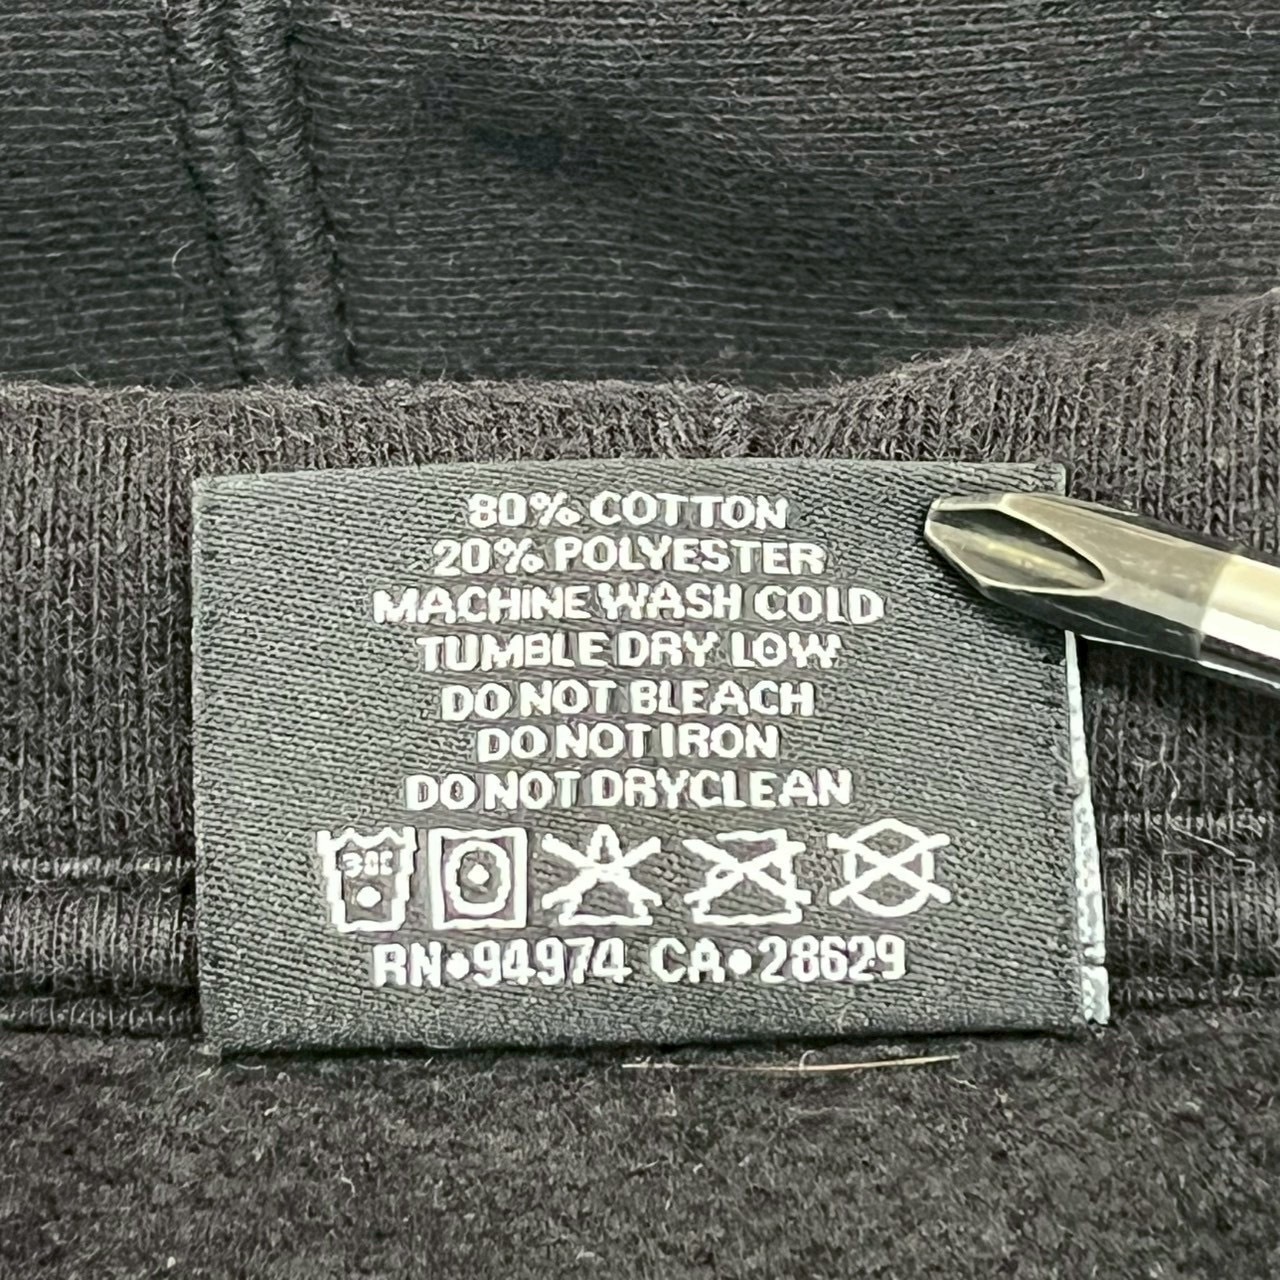 80% COTTON
20% POLYESTER
MACHINE WASH COLD
TUMBLE DRY LOW
DO NOT BLEACH
DO NOT IRON
DO NOT DRYCLEAN
RN•94974 CA•28629